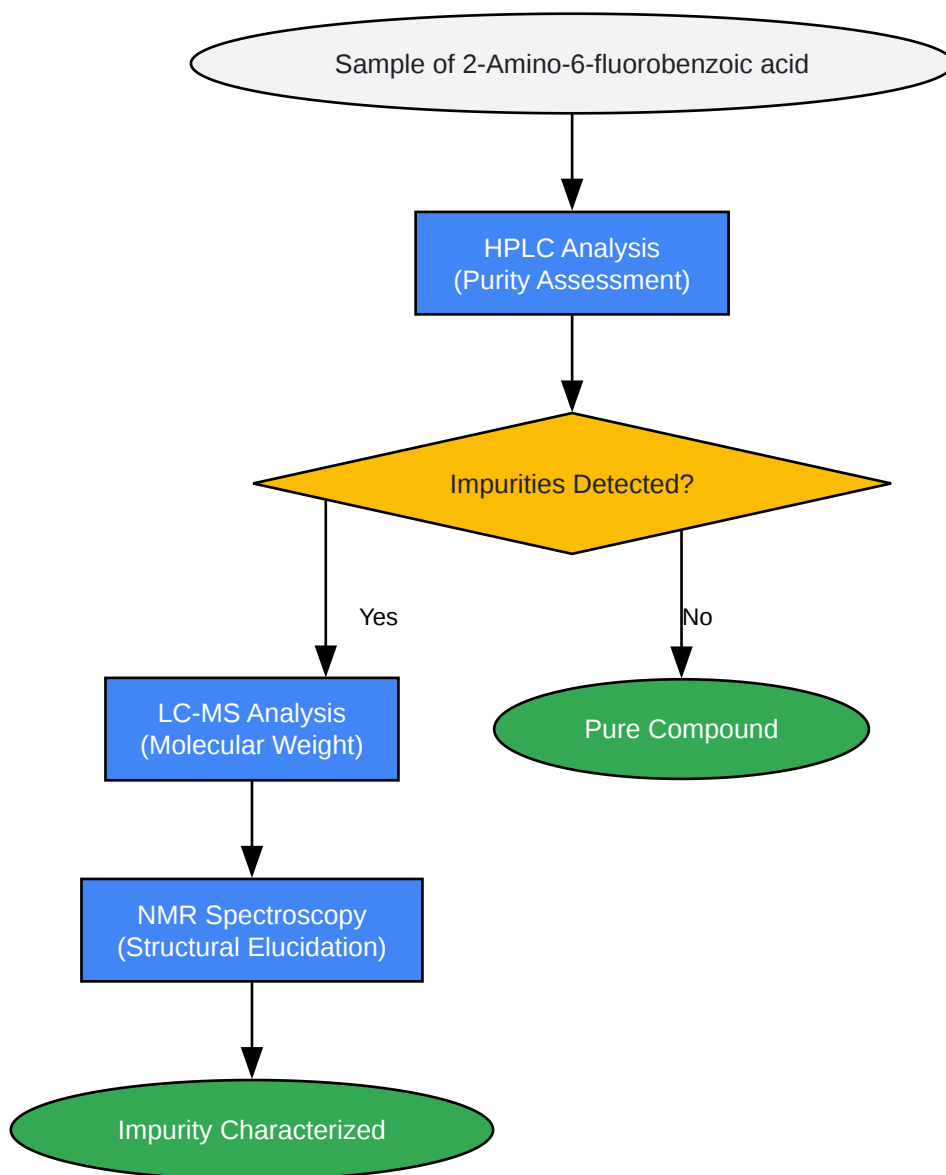 Sample of 2-Amino-6-fluorobenzoic acid
HPLC Analysis
(Purity Assessment)
Impurities Detected?
Yes
No
LC-MS Analysis
(Molecular Weight)
Pure Compound
NMR Spectroscopy
(Structural Elucidation)
Impurity Characterized